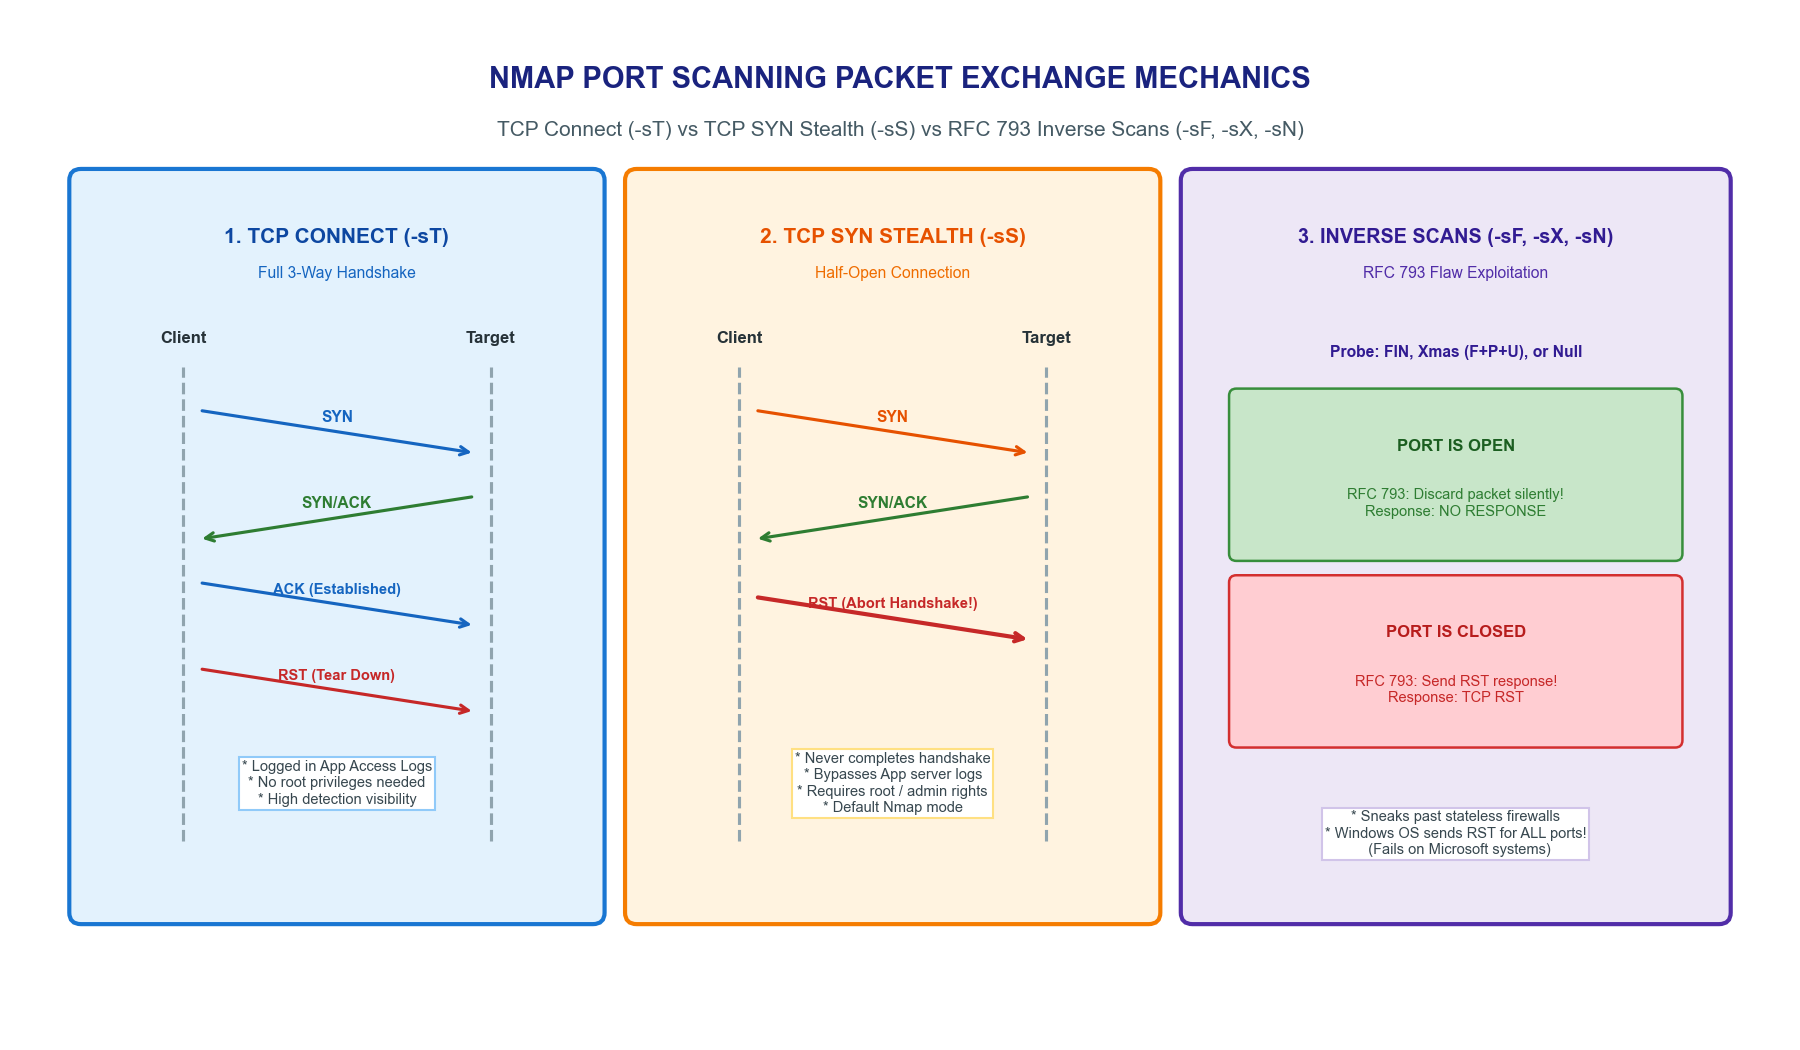 NMAP PORT SCANNING PACKET EXCHANGE MECHANICS
TCP Connect (-sT) vs TCP SYN Stealth (-sS) vs RFC 793 Inverse Scans (-sF, -sX, -sN)
1. TCP CONNECT (-sT)
Full 3-Way Handshake
Client
Target
SYN
SYN/ACK
ACK (Established)
RST (Tear Down)
* Logged in App Access Logs
* No root privileges needed
* High detection visibility
2. TCP SYN STEALTH (-sS)
Half-Open Connection
Client
Target
SYN
SYN/ACK
RST (Abort Handshake!)
* Never completes handshake
* Bypasses App server logs
* Requires root / admin rights
* Default Nmap mode
3. INVERSE SCANS (-sF, -sX, -sN)
RFC 793 Flaw Exploitation
Probe: FIN, Xmas (F+P+U), or Null
PORT IS OPEN
RFC 793: Discard packet silently!
Response: NO RESPONSE
PORT IS CLOSED
RFC 793: Send RST response!
Response: TCP RST
* Sneaks past stateless firewalls
* Windows OS sends RST for ALL ports!
(Fails on Microsoft systems)